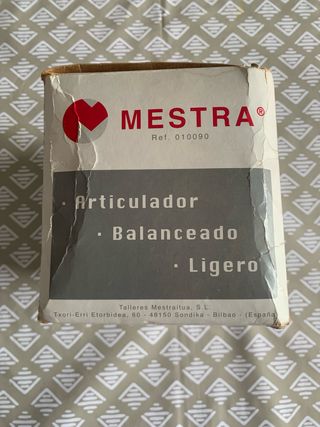 MESTRA®
Ref. 010090
· Articulador
· Balanceado
· Ligero
Talleres Mestraitua, S.L.
Txori-Erri Etorbidea, 60 - 48150 Sondika - Bilbao - (España)